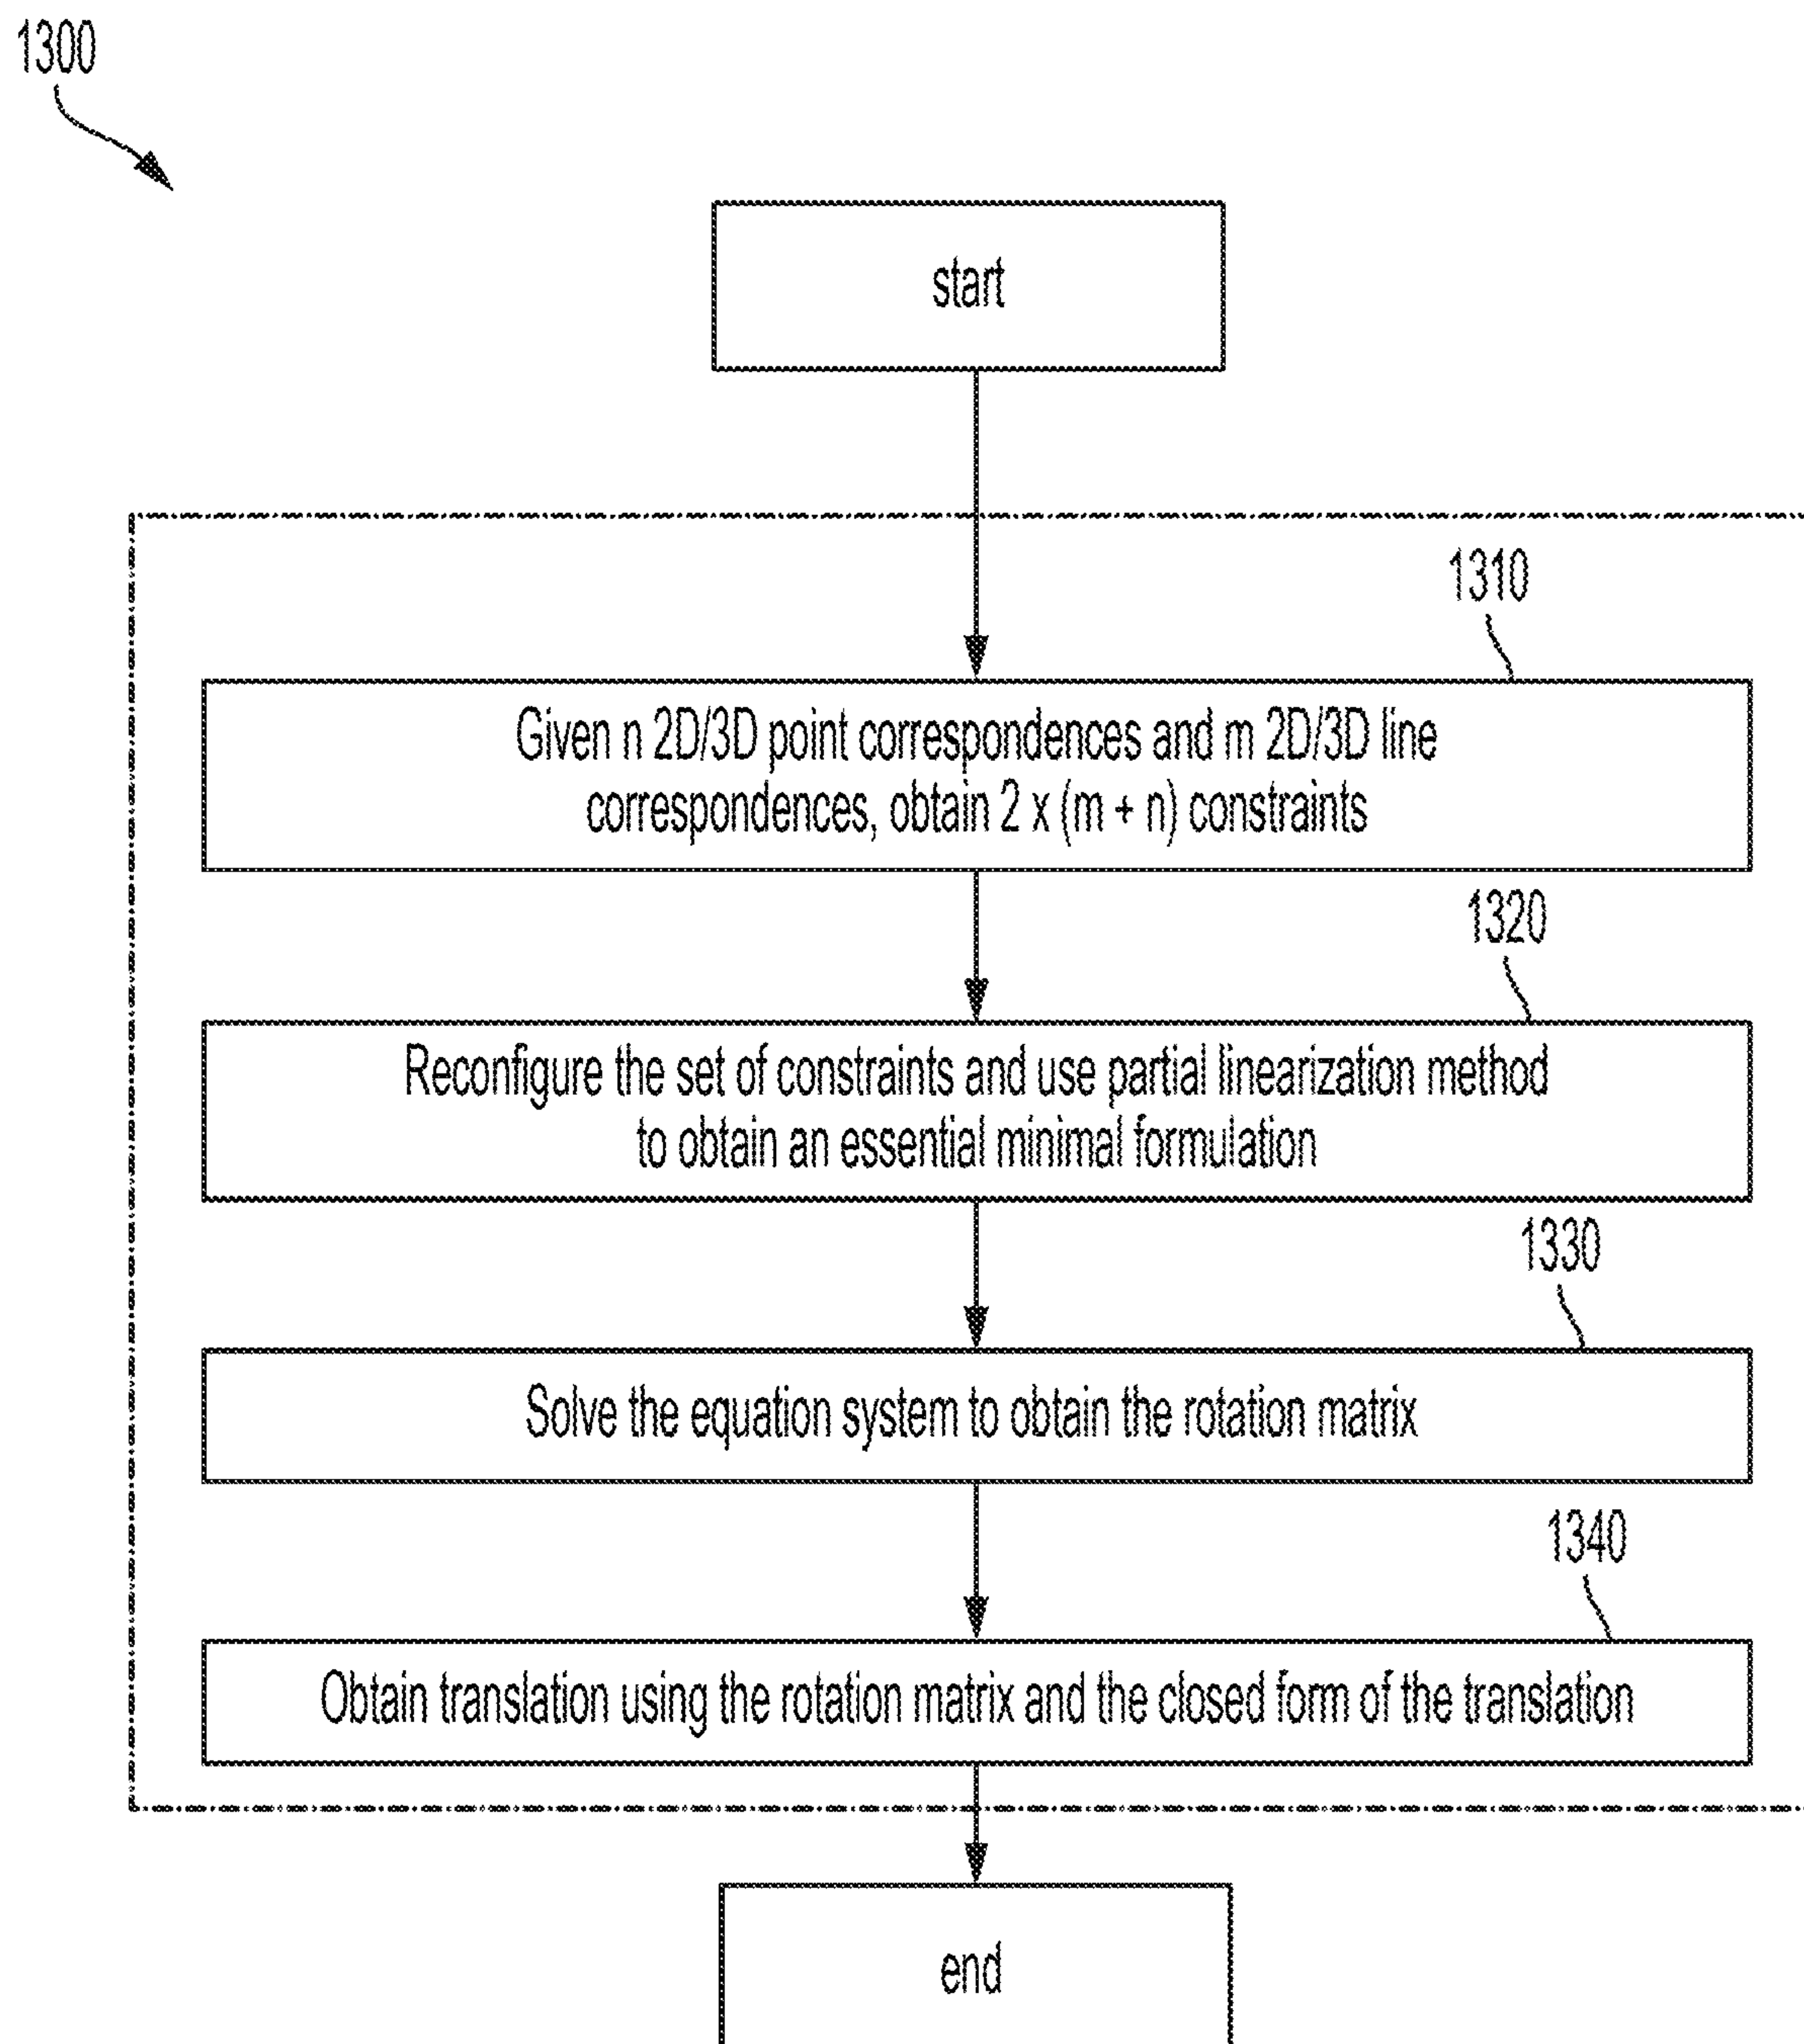 1300
start
1310
Given n 2D/3D point correspondences and m 2D/3D line
correspondences, obtain 2 x (m + n) constraints
1320
Reconfigure the set of constraints and use partial linearization method
to obtain an essential minimal formulation
1330
Solve the equation system to obtain the rotation matrix
1340
Obtain translation using the rotation matrix and the closed form of the translation
end